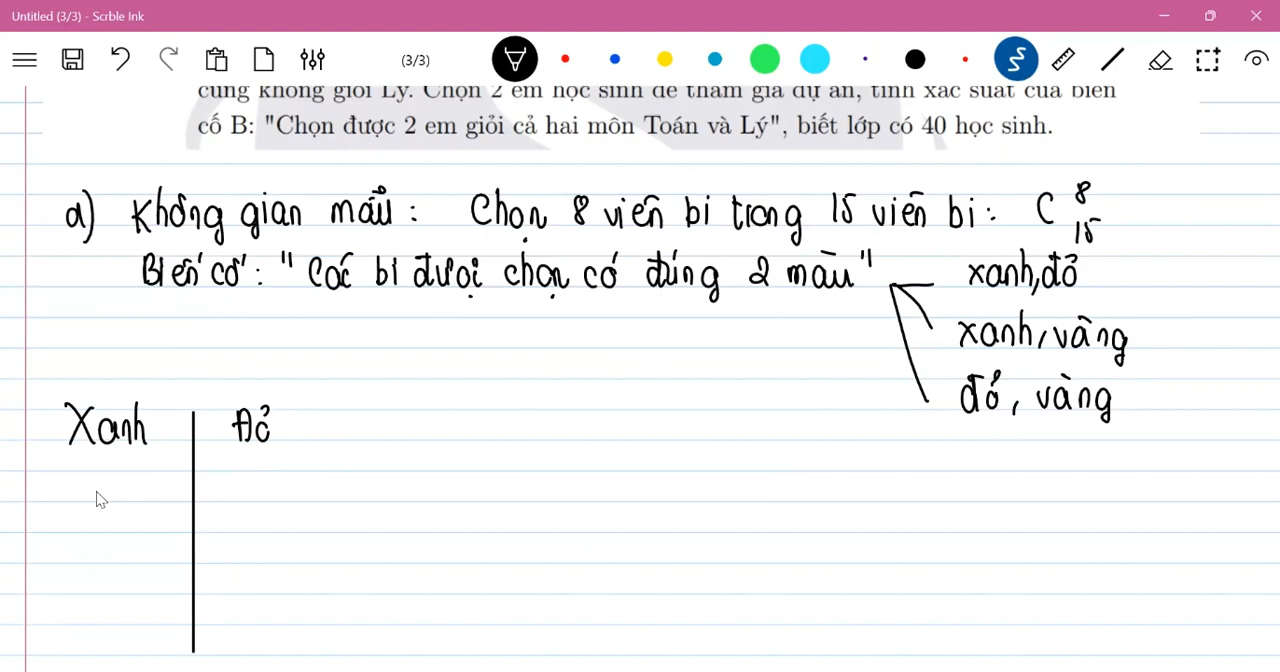 Untitled (3/3) - Scrble Ink
(3/3)
cũng không giỏi Lý. Chọn 2 em học sinh để tham gia dự án, tính xác suất của biến
cố B: "Chọn được 2 em giỏi cả hai môn Toán và Lý", biết lớp có 40 học sinh.
a) Không gian mẫu : Chọn 8 viên bi trong 15 viên bi : C 8 15
Biến cố : " Các bi được chọn có đúng 2 màu " xanh, đỏ
xanh, vàng
đỏ, vàng
Xanh Đỏ